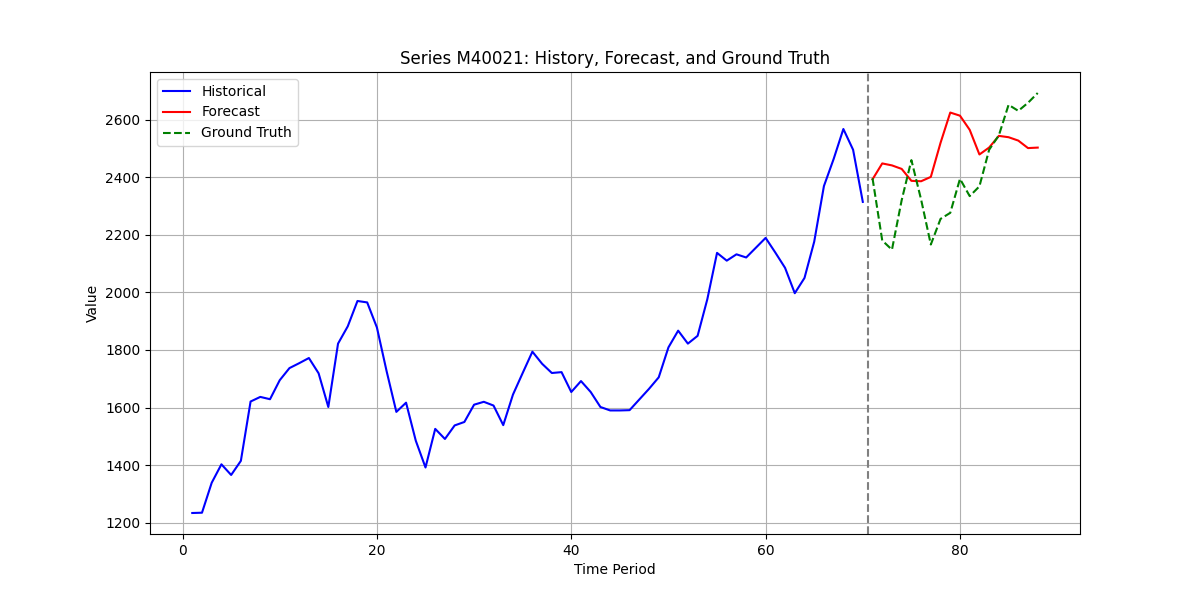 Series M40021: History, Forecast, and Ground Truth
Historical
Forecast
Ground Truth
2600
2400
2200
2000
1800
1600
1400
1200
Value
0 20 40 60 80
Time Period